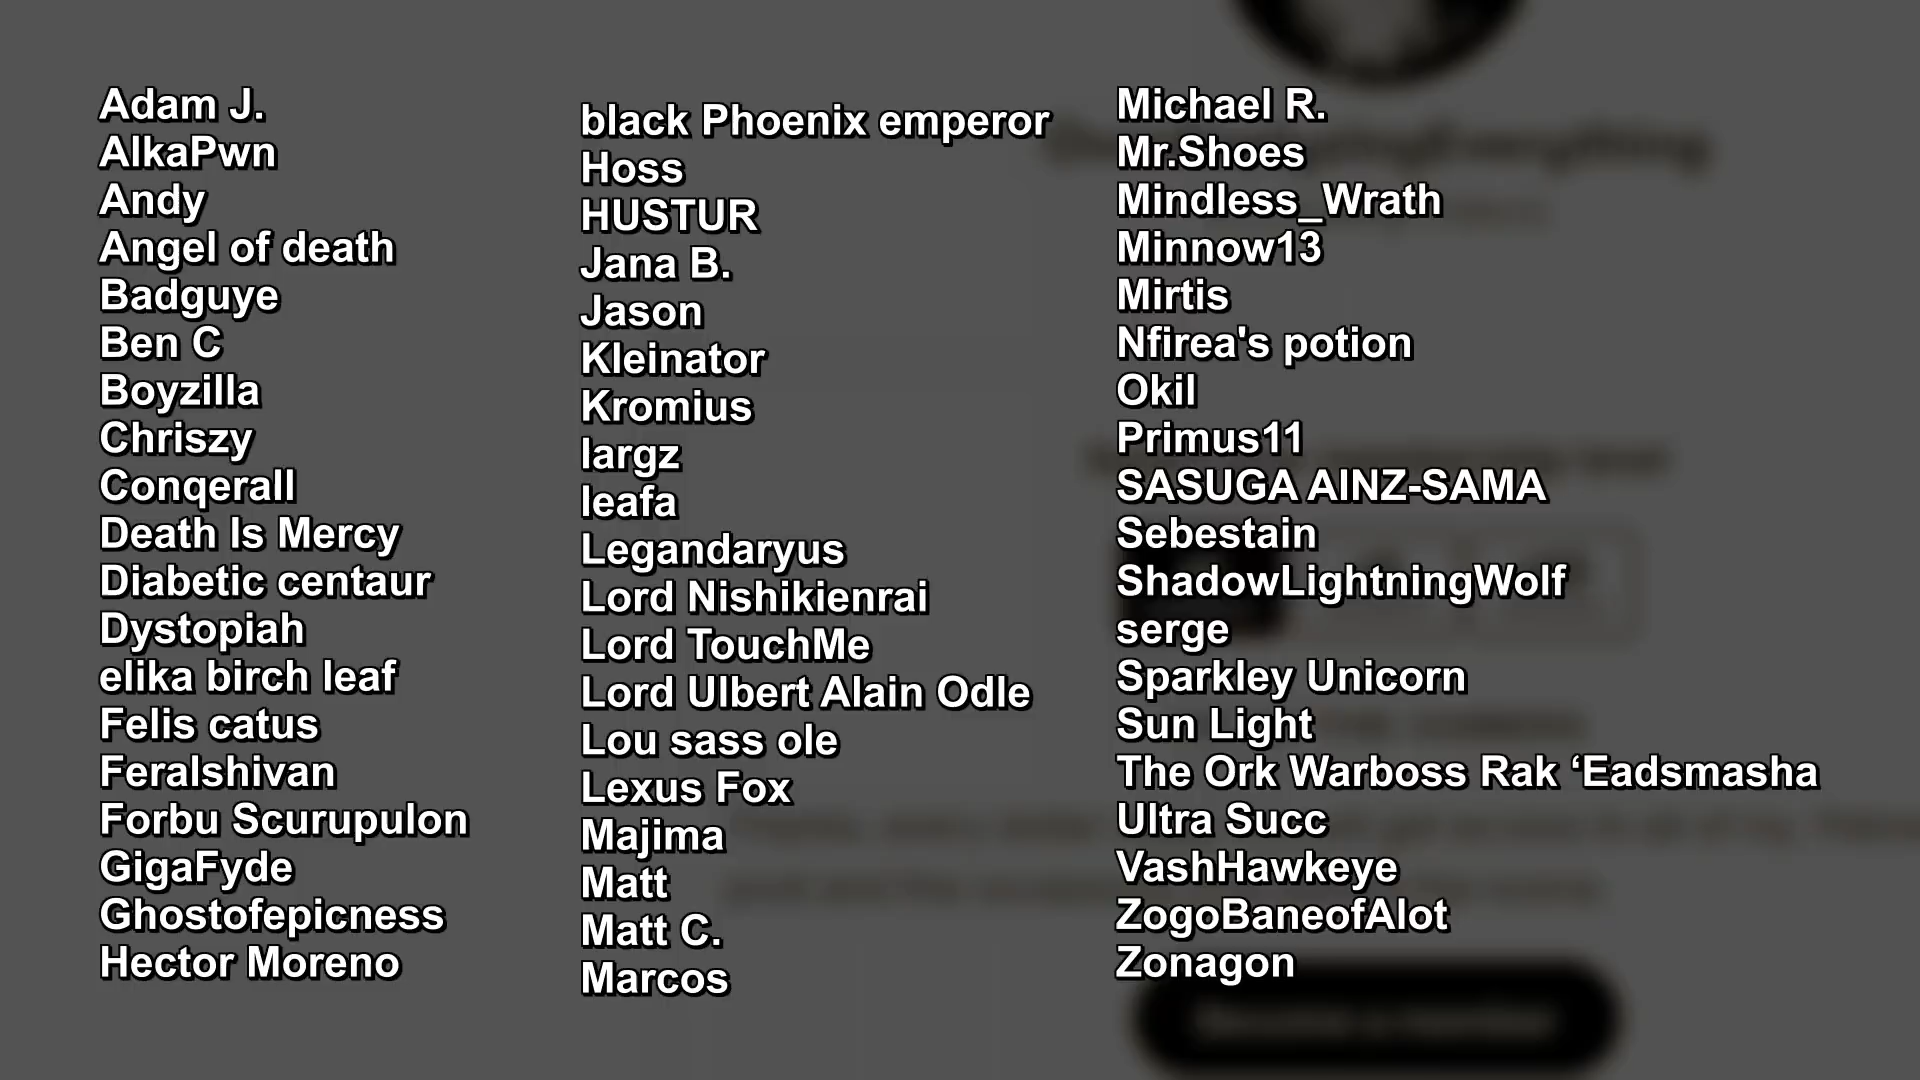 Adam J.
AlkaPwn
Andy
Angel of death
Badguye
Ben C
Boyzilla
Chriszy
Conqerall
Death Is Mercy
Diabetic centaur
Dystopiah
elika birch leaf
Felis catus
Feralshivan
Forbu Scurupulon
GigaFyde
Ghostofepicness
Hector Moreno
black Phoenix emperor
Hoss
HUSTUR
Jana B.
Jason
Kleinator
Kromius
largz
leafa
Legandaryus
Lord Nishikienrai
Lord TouchMe
Lord Ulbert Alain Odle
Lou sass ole
Lexus Fox
Majima
Matt
Matt C.
Marcos
Michael R.
Mr.Shoes
Mindless_Wrath
Minnow13
Mirtis
Nfirea's potion
Okil
Primus11
SASUGA AINZ-SAMA
Sebestain
ShadowLightningWolf
serge
Sparkley Unicorn
Sun Light
The Ork Warboss Rak ‘Eadsmasha
Ultra Succ
VashHawkeye
ZogoBaneofAlot
Zonagon